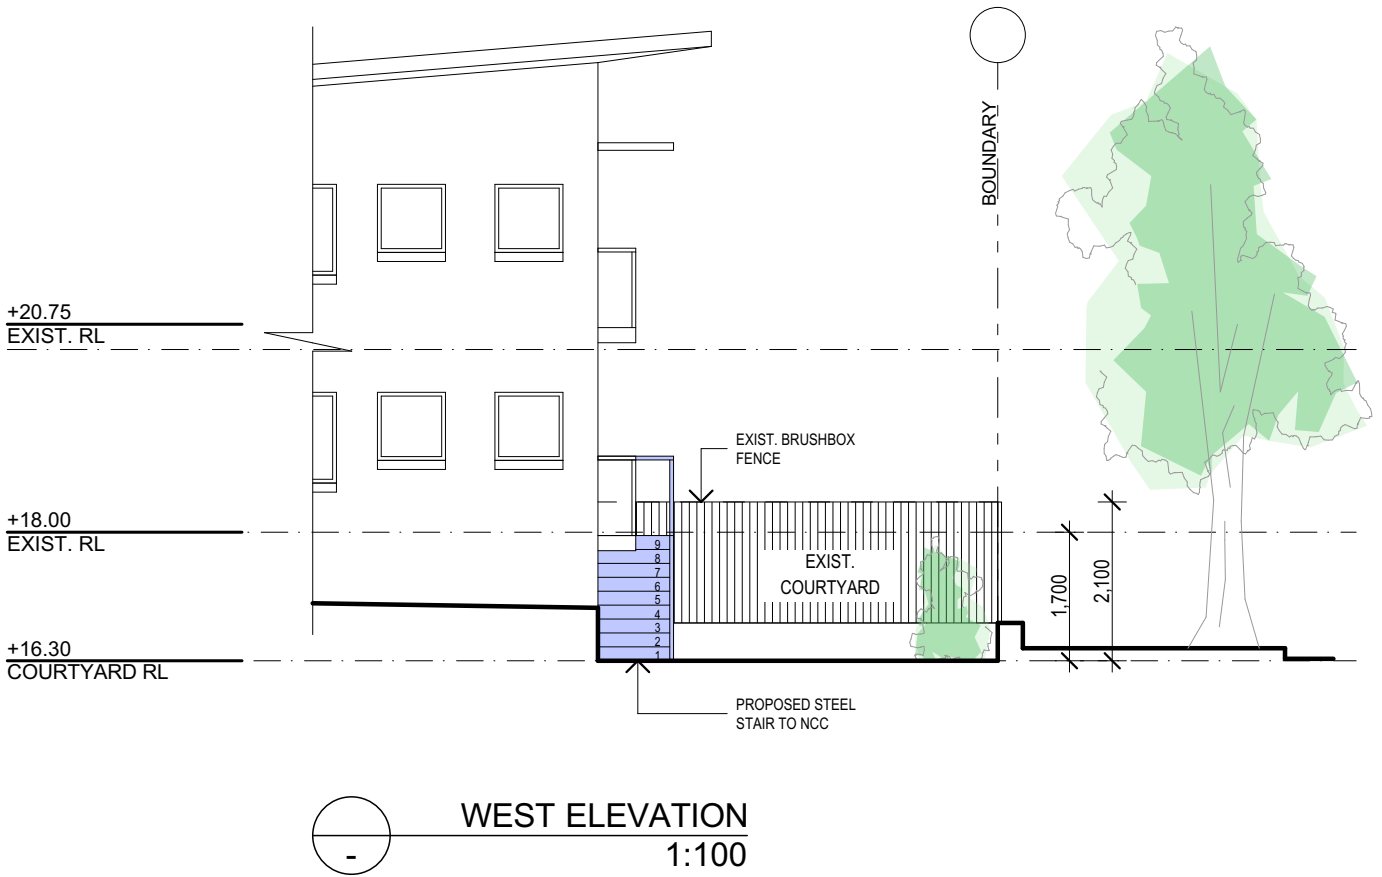 BOUNDARY
+20.75
EXIST. RL
EXIST. BRUSHBOX
FENCE
+18.00
EXIST. RL
9
8
7
6
5
4
3
2
1
EXIST.
COURTYARD
1,700
2,100
+16.30
COURTYARD RL
PROPOSED STEEL
STAIR TO NCC
WEST ELEVATION
-
1:100